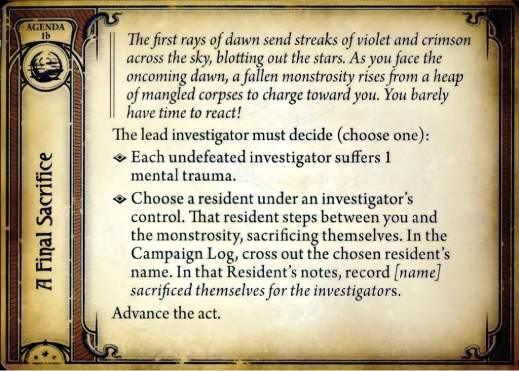 AGENDA
1b
A Final Sacrifice
The first rays of dawn send streaks of violet and crimson
across the sky, blotting out the stars. As you face the
oncoming dawn, a fallen monstrosity rises from a heap
of mangled corpses to charge toward you. You barely
have time to react!
The lead investigator must decide (choose one):
Each undefeated investigator suffers 1
mental trauma.
Choose a resident under an investigator's
control. That resident steps between you and
the monstrosity, sacrificing themselves. In the
Campaign Log, cross out the chosen resident's
name. In that Resident's notes, record [name]
sacrificed themselves for the investigators.
Advance the act.